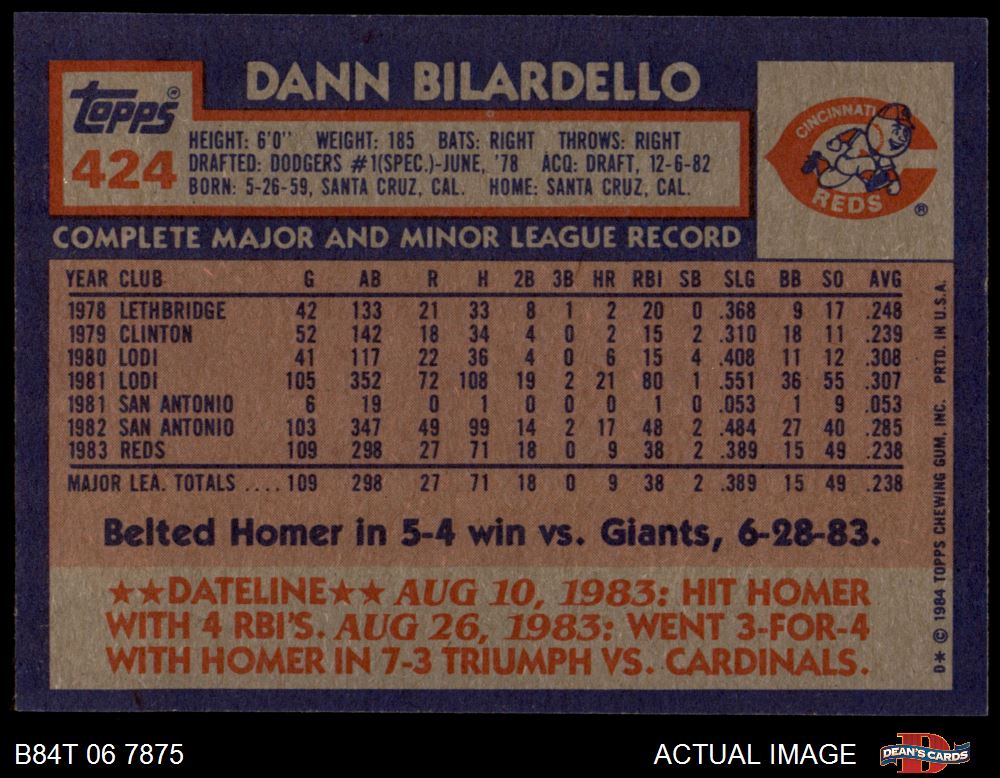 DANN BILARDELLO
TOPPS®
424
HEIGHT: 6'0" WEIGHT: 185 BATS: RIGHT THROWS: RIGHT
DRAFTED: DODGERS #1(SPEC.)-JUNE, '78 ACQ: DRAFT, 12-6-82
BORN: 5-26-59, SANTA CRUZ, CAL. HOME: SANTA CRUZ, CAL.
CINCINNATI
REDS
®
COMPLETE MAJOR AND MINOR LEAGUE RECORD
YEAR CLUB G AB R H 2B 3B HR RBI SB SLG BB SO AVG
1978 LETHBRIDGE 42 133 21 33 8 1 2 20 0 .368 9 17 .248
1979 CLINTON 52 142 18 34 4 0 2 15 2 .310 18 11 .239
1980 LODI 41 117 22 36 4 0 6 15 4 .408 11 12 .308
1981 LODI 105 352 72 108 19 2 21 80 1 .551 36 55 .307
1981 SAN ANTONIO 6 19 0 1 0 0 0 1 0 .053 1 9 .053
1982 SAN ANTONIO 103 347 49 99 14 2 17 48 2 .484 27 40 .285
1983 REDS 109 298 27 71 18 0 9 38 2 .389 15 49 .238
MAJOR LEA. TOTALS .... 109 298 27 71 18 0 9 38 2 .389 15 49 .238
Belted Homer in 5-4 win vs. Giants, 6-28-83.
★★DATELINE★★ AUG 10, 1983: HIT HOMER
WITH 4 RBI'S. AUG 26, 1983: WENT 3-FOR-4
WITH HOMER IN 7-3 TRIUMPH VS. CARDINALS.
D* © 1984 TOPPS CHEWING GUM, INC. PRTD. IN U.S.A.
B84T 06 7875
ACTUAL IMAGE
DEAN'S CARDS